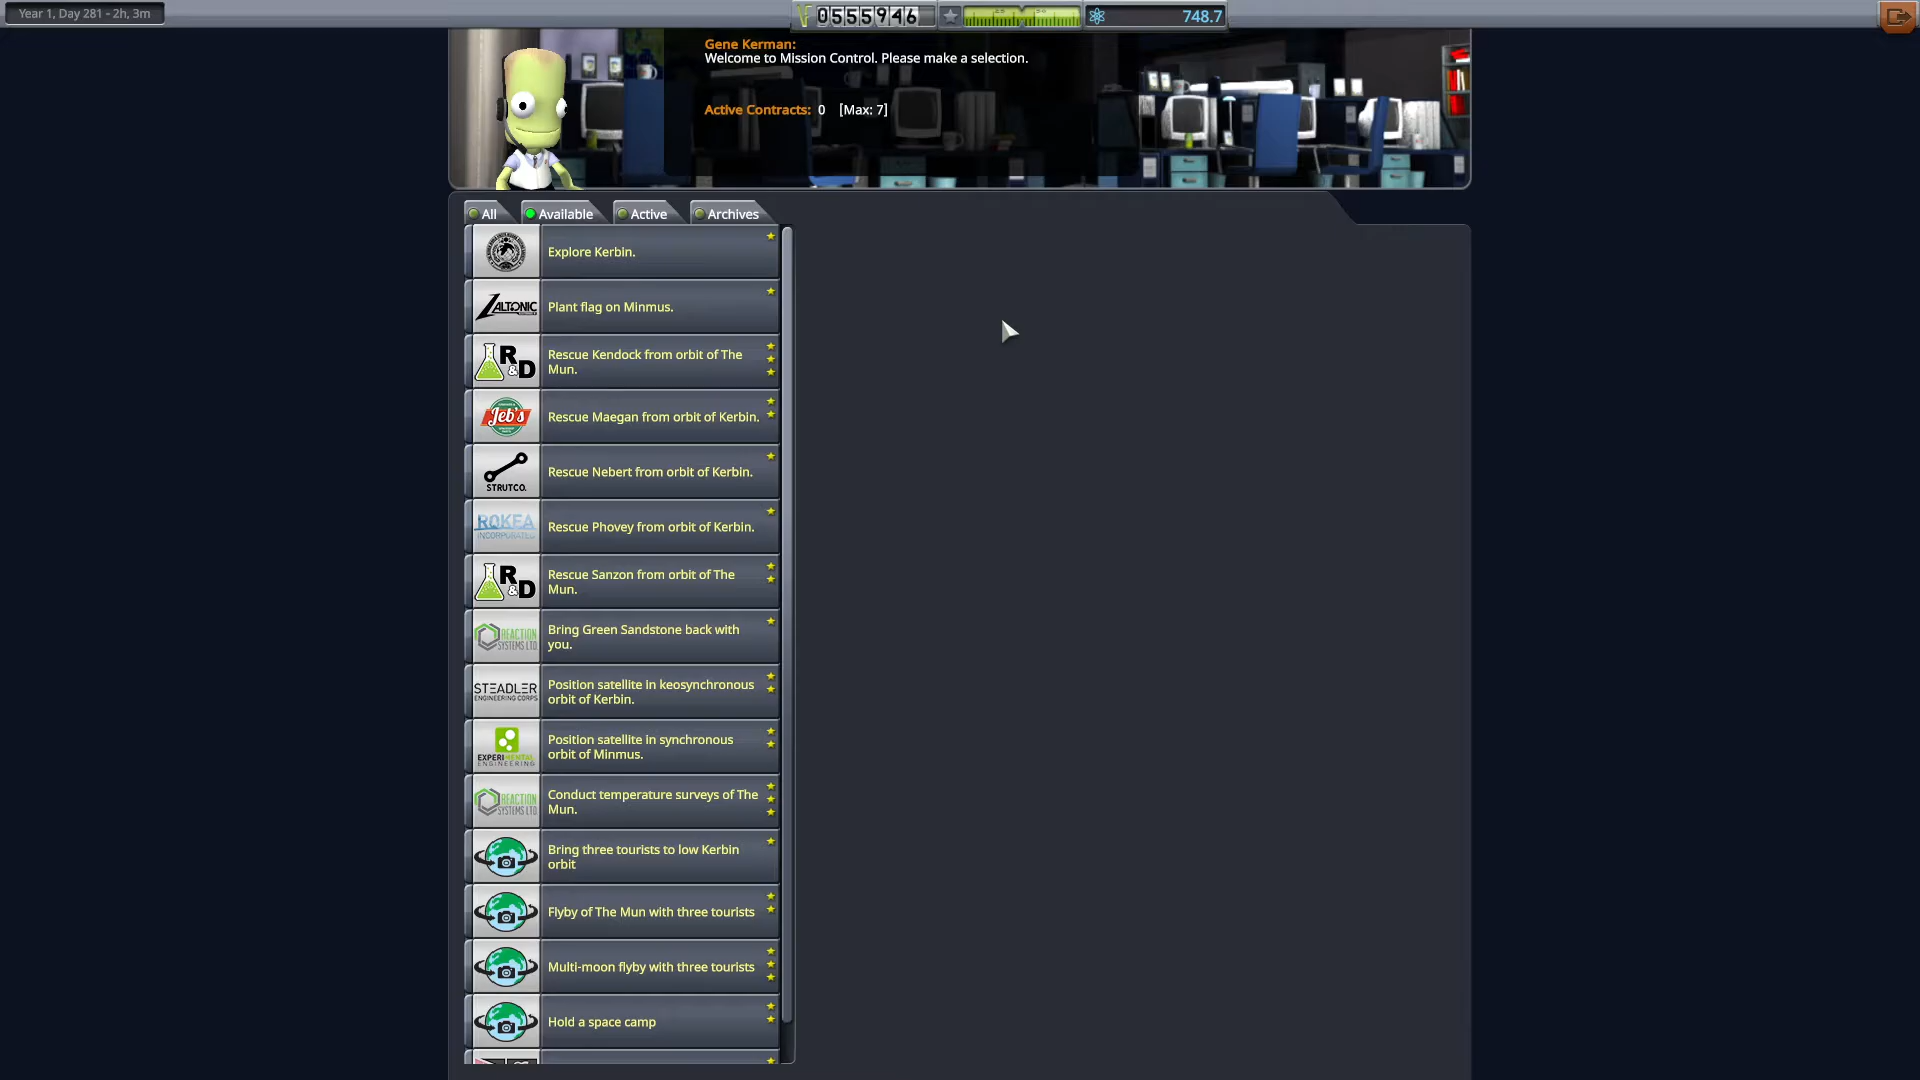 Year 1, Day 281 - 2h, 3m
0555946
748.7
Gene Kerman:
Welcome to Mission Control. Please make a selection.
Active Contracts: 0 [Max: 7]
All
Available
Active
Archives
Explore Kerbin.
ZALTONIC
Plant flag on Minmus.
R&D
Rescue Kendock from orbit of The
Mun.
Jeb's
Rescue Maegan from orbit of Kerbin.
STRUTCO.
Rescue Nebert from orbit of Kerbin.
ROKEA
INCORPORATED
Rescue Phovey from orbit of Kerbin.
R&D
Rescue Sanzon from orbit of The
Mun.
REACTION
SYSTEMS LTD
Bring Green Sandstone back with
you.
STEADLER
ENGINEERING CORPS
Position satellite in keosynchronous
orbit of Kerbin.
EXPERIMENTAL
ENGINEERING
Position satellite in synchronous
orbit of Minmus.
REACTION
SYSTEMS LTD
Conduct temperature surveys of The
Mun.
Bring three tourists to low Kerbin
orbit
Flyby of The Mun with three tourists
Multi-moon flyby with three tourists
Hold a space camp